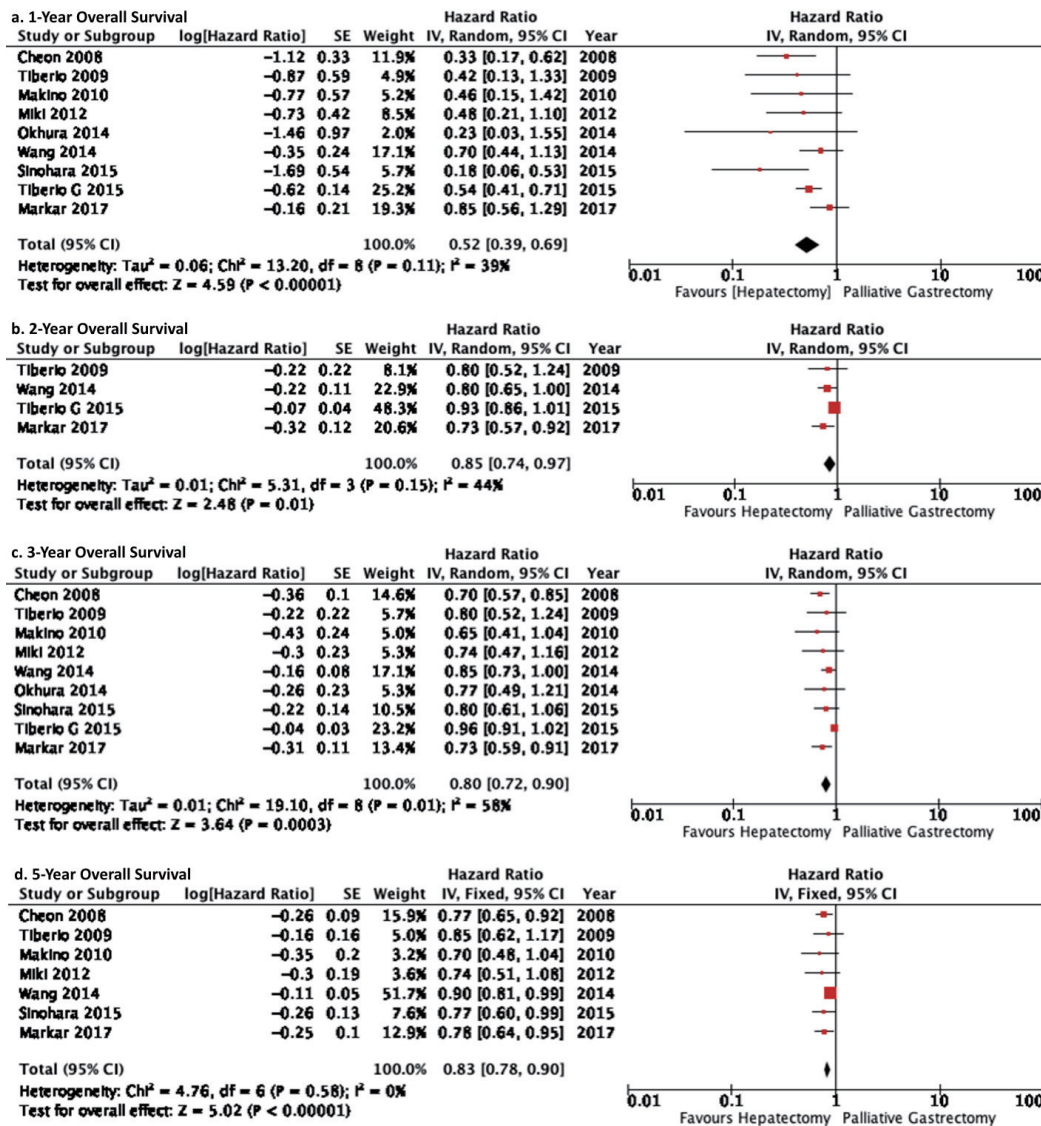 a. 1-Year Overall Survival Hazard Ratio Hazard Ratio
Study or Subgroup log[Hazard Ratio] SE Weight IV, Random, 95% CI Year IV, Random, 95% CI
Cheon 2008 -1.12 0.33 11.9% 0.33 [0.17, 0.62] 2008
Tiberio 2009 -0.87 0.59 4.9% 0.42 [0.13, 1.33] 2009
Makino 2010 -0.77 0.57 5.2% 0.46 [0.15, 1.42] 2010
Miki 2012 -0.73 0.42 8.5% 0.48 [0.21, 1.10] 2012
Okhura 2014 -1.46 0.97 2.0% 0.23 [0.03, 1.55] 2014
Wang 2014 -0.35 0.24 17.1% 0.70 [0.44, 1.13] 2014
Sinohara 2015 -1.69 0.54 5.7% 0.18 [0.06, 0.53] 2015
Tiberio G 2015 -0.62 0.14 25.2% 0.54 [0.41, 0.71] 2015
Markar 2017 -0.16 0.21 19.3% 0.85 [0.56, 1.29] 2017
Total (95% CI) 100.0% 0.52 [0.39, 0.69]
Heterogeneity: Tau² = 0.06; Chi² = 13.20, df = 8 (P = 0.11); I² = 39%
Test for overall effect: Z = 4.59 (P < 0.00001)
0.01 0.1 1 10 100
Favours [Hepatectomy] Palliative Gastrectomy
b. 2-Year Overall Survival Hazard Ratio Hazard Ratio
Study or Subgroup log[Hazard Ratio] SE Weight IV, Random, 95% CI Year IV, Random, 95% CI
Tiberio 2009 -0.22 0.22 8.1% 0.80 [0.52, 1.24] 2009
Wang 2014 -0.22 0.11 22.9% 0.80 [0.65, 1.00] 2014
Tiberio G 2015 -0.07 0.04 48.3% 0.93 [0.86, 1.01] 2015
Markar 2017 -0.32 0.12 20.6% 0.73 [0.57, 0.92] 2017
Total (95% CI) 100.0% 0.85 [0.74, 0.97]
Heterogeneity: Tau² = 0.01; Chi² = 5.31, df = 3 (P = 0.15); I² = 44%
Test for overall effect: Z = 2.48 (P = 0.01)
0.01 0.1 1 10 100
Favours Hepatectomy Palliative Gastrectomy
c. 3-Year Overall Survival Hazard Ratio Hazard Ratio
Study or Subgroup log[Hazard Ratio] SE Weight IV, Random, 95% CI Year IV, Random, 95% CI
Cheon 2008 -0.36 0.1 14.6% 0.70 [0.57, 0.85] 2008
Tiberio 2009 -0.22 0.22 5.7% 0.80 [0.52, 1.24] 2009
Makino 2010 -0.43 0.24 5.0% 0.65 [0.41, 1.04] 2010
Miki 2012 -0.3 0.23 5.3% 0.74 [0.47, 1.16] 2012
Wang 2014 -0.16 0.08 17.1% 0.85 [0.73, 1.00] 2014
Okhura 2014 -0.26 0.23 5.3% 0.77 [0.49, 1.21] 2014
Sinohara 2015 -0.22 0.14 10.5% 0.80 [0.61, 1.06] 2015
Tiberio G 2015 -0.04 0.03 23.2% 0.96 [0.91, 1.02] 2015
Markar 2017 -0.31 0.11 13.4% 0.73 [0.59, 0.91] 2017
Total (95% CI) 100.0% 0.80 [0.72, 0.90]
Heterogeneity: Tau² = 0.01; Chi² = 19.10, df = 8 (P = 0.01); I² = 58%
Test for overall effect: Z = 3.64 (P = 0.0003)
0.01 0.1 1 10 100
Favours Hepatectomy Palliative Gastrectomy
d. 5-Year Overall Survival Hazard Ratio Hazard Ratio
Study or Subgroup log[Hazard Ratio] SE Weight IV, Fixed, 95% CI Year IV, Fixed, 95% CI
Cheon 2008 -0.26 0.09 15.9% 0.77 [0.65, 0.92] 2008
Tiberio 2009 -0.16 0.16 5.0% 0.85 [0.62, 1.17] 2009
Makino 2010 -0.35 0.2 3.2% 0.70 [0.48, 1.04] 2010
Miki 2012 -0.3 0.19 3.6% 0.74 [0.51, 1.08] 2012
Wang 2014 -0.11 0.05 51.7% 0.90 [0.81, 0.99] 2014
Sinohara 2015 -0.26 0.13 7.6% 0.77 [0.60, 0.99] 2015
Markar 2017 -0.25 0.1 12.9% 0.78 [0.64, 0.95] 2017
Total (95% CI) 100.0% 0.83 [0.78, 0.90]
Heterogeneity: Chi² = 4.76, df = 6 (P = 0.58); I² = 0%
Test for overall effect: Z = 5.02 (P < 0.00001)
0.01 0.1 1 10 100
Favours Hepatectomy Palliative Gastrectomy